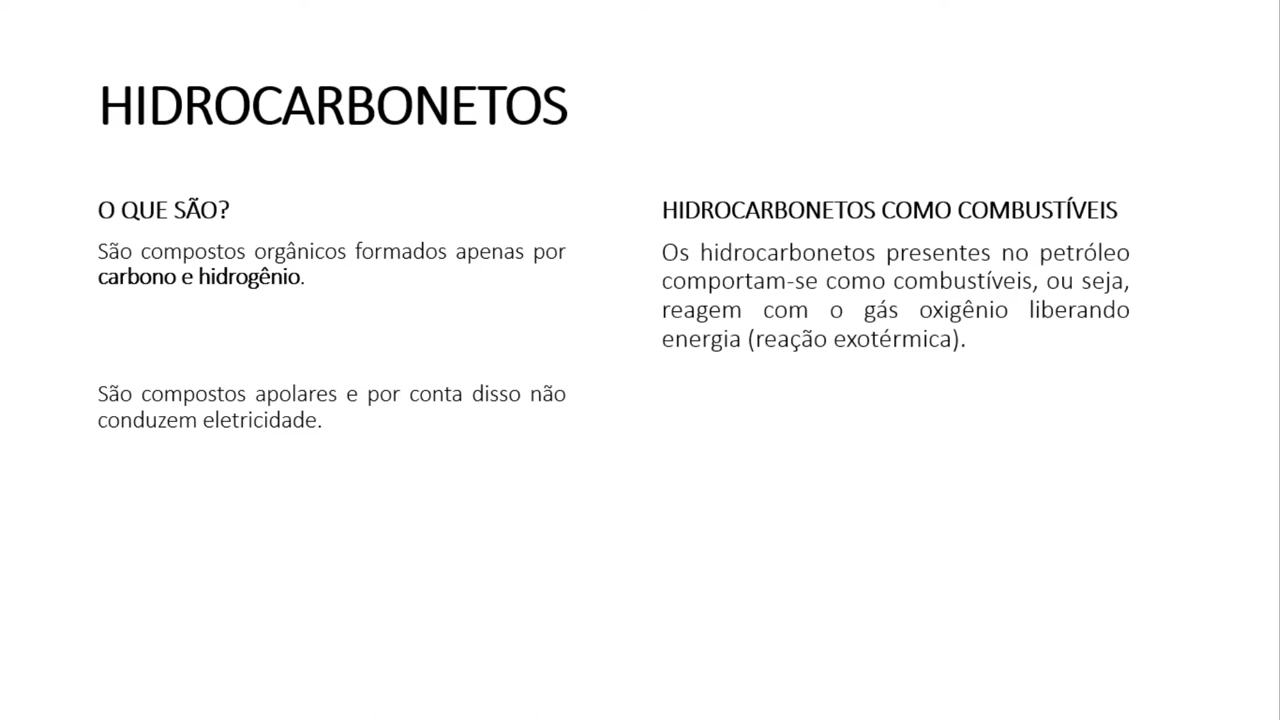 HIDROCARBONETOS
O QUE SÃO?
São compostos orgânicos formados apenas por
carbono e hidrogênio.
São compostos apolares e por conta disso não
conduzem eletricidade.
HIDROCARBONETOS COMO COMBUSTÍVEIS
Os hidrocarbonetos presentes no petróleo
comportam-se como combustíveis, ou seja,
reagem com o gás oxigênio liberando
energia (reação exotérmica).